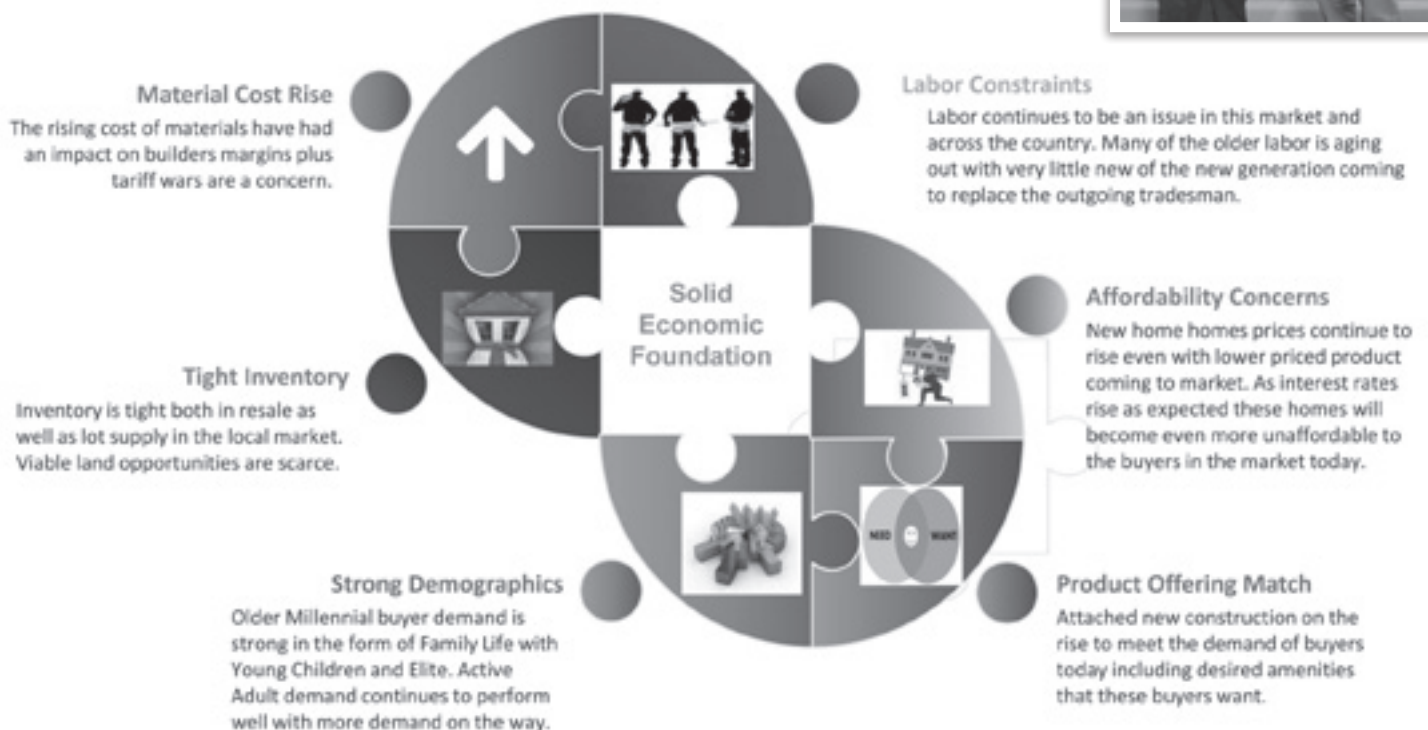 Material Cost Rise
The rising cost of materials have had
an impact on builders margins plus
tariff wars are a concern.
Labor Constraints
Labor continues to be an issue in this market and
across the country. Many of the older labor is aging
out with very little new of the new generation coming
to replace the outgoing tradesman.
Solid
Economic
Foundation
Affordability Concerns
New home homes prices continue to
rise even with lower priced product
coming to market. As interest rates
rise as expected these homes will
become even more unaffordable to
the buyers in the market today.
Tight Inventory
Inventory is tight both in resale as
well as lot supply in the local market.
Viable land opportunities are scarce.
NEED
WANT
Strong Demographics
Older Millennial buyer demand is
strong in the form of Family Life with
Young Children and Elite. Active
Adult demand continues to perform
well with more demand on the way.
Product Offering Match
Attached new construction on the
rise to meet the demand of buyers
today including desired amenities
that these buyers want.